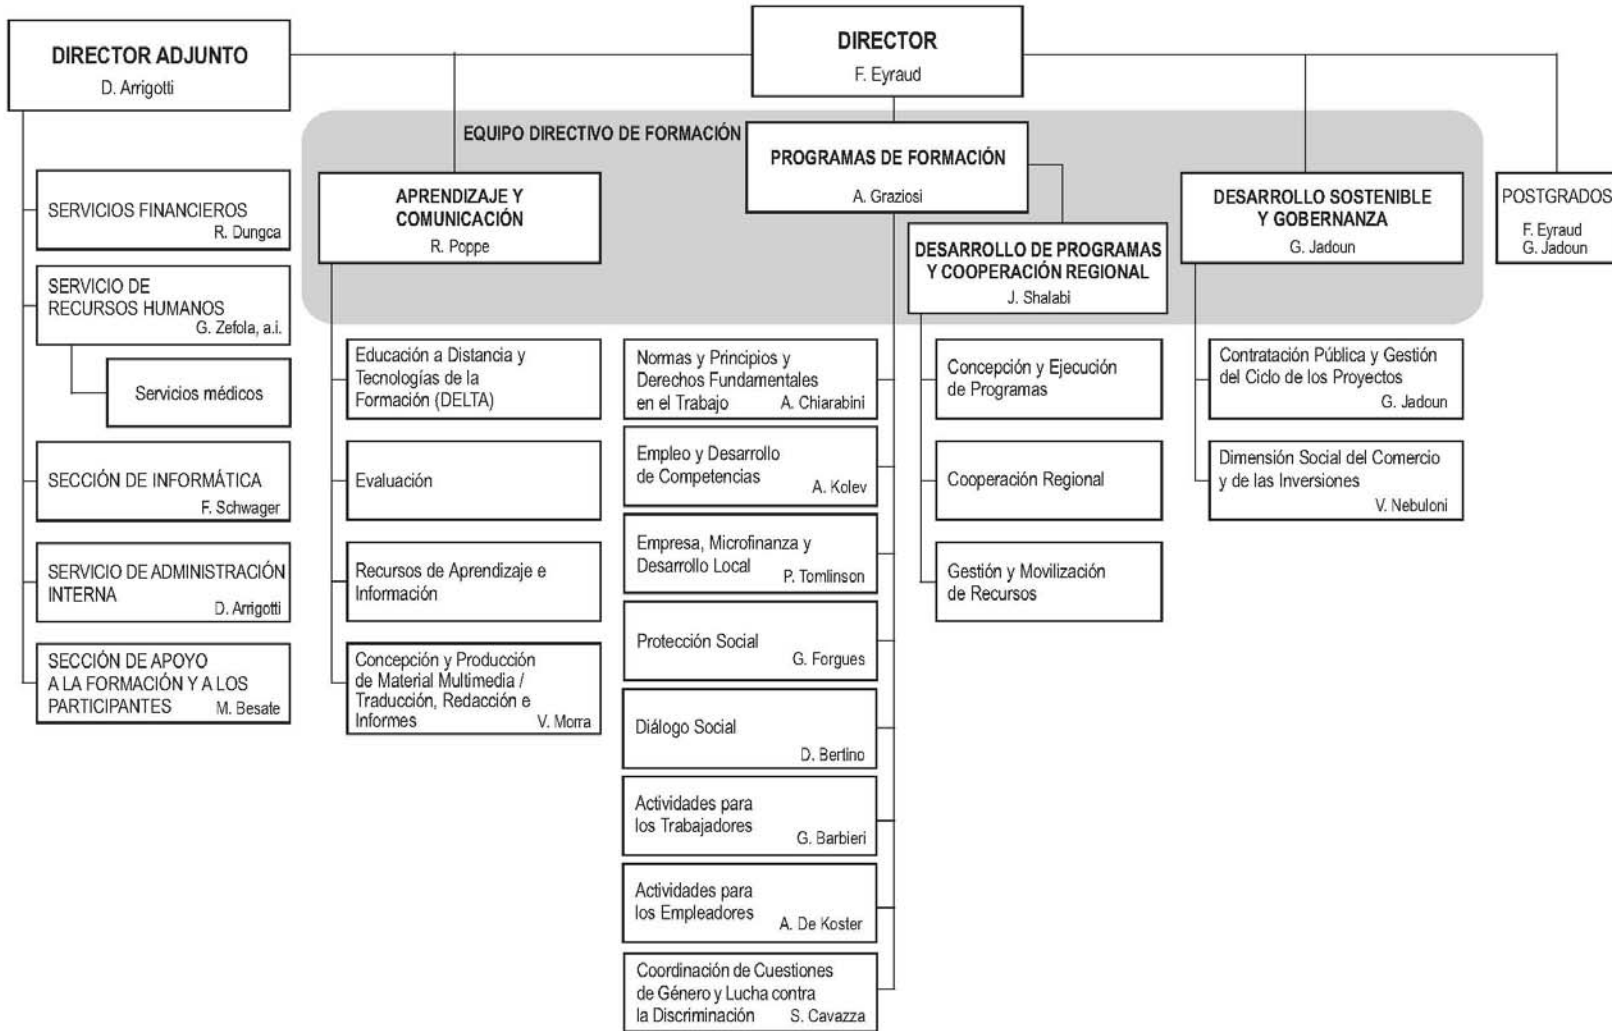 DIRECTOR ADJUNTO
D. Arrigotti
DIRECTOR
F. Eyraud
EQUIPO DIRECTIVO DE FORMACIÓN
PROGRAMAS DE FORMACIÓN
A. Graziosi
APRENDIZAJE Y
COMUNICACIÓN
R. Poppe
DESARROLLO DE PROGRAMAS
Y COOPERACIÓN REGIONAL
J. Shalabi
DESARROLLO SOSTENIBLE
Y GOBERNANZA
G. Jadoun
POSTGRADOS
F. Eyraud
G. Jadoun
SERVICIOS FINANCIEROS
R. Dungca
SERVICIO DE
RECURSOS HUMANOS
G. Zefola, a.i.
Servicios médicos
SECCIÓN DE INFORMÁTICA
F. Schwager
SERVICIO DE ADMINISTRACIÓN
INTERNA
D. Arrigotti
SECCIÓN DE APOYO
A LA FORMACIÓN Y A LOS
PARTICIPANTES
M. Besate
Educación a Distancia y
Tecnologías de la
Formación (DELTA)
Evaluación
Recursos de Aprendizaje e
Información
Concepción y Producción
de Material Multimedia /
Traducción, Redacción e
Informes
V. Morra
Normas y Principios y
Derechos Fundamentales
en el Trabajo
A. Chiarabini
Empleo y Desarrollo
de Competencias
A. Kolev
Empresa, Microfinanza y
Desarrollo Local
P. Tomlinson
Protección Social
G. Forgues
Diálogo Social
D. Bertino
Actividades para
los Trabajadores
G. Barbieri
Actividades para
los Empleadores
A. De Koster
Coordinación de Cuestiones
de Género y Lucha contra
la Discriminación
S. Cavazza
Concepción y Ejecución
de Programas
Cooperación Regional
Gestión y Movilización
de Recursos
Contratación Pública y Gestión
del Ciclo de los Proyectos
G. Jadoun
Dimensión Social del Comercio
y de las Inversiones
V. Nebuloni